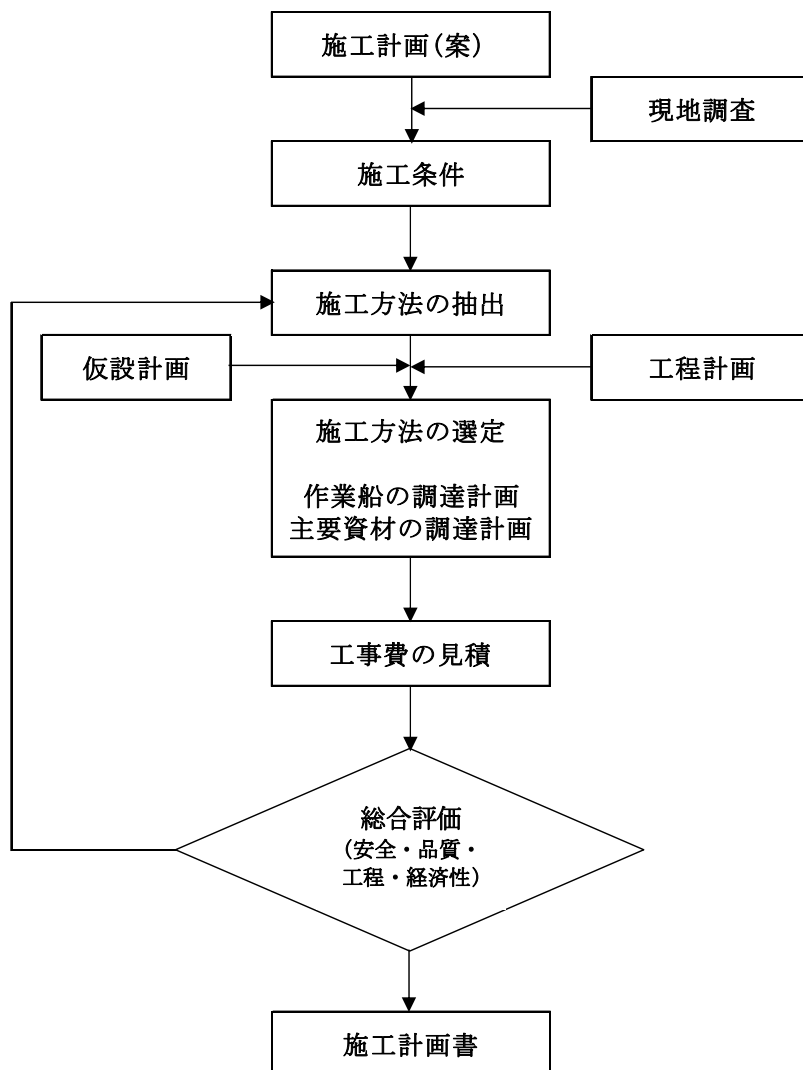 施工計画(案)
現地調査
施工条件
施工方法の抽出
仮設計画
工程計画
施工方法の選定
作業船の調達計画
主要資材の調達計画
工事費の見積
総合評価
(安全・品質・
工程・経済性)
施工計画書